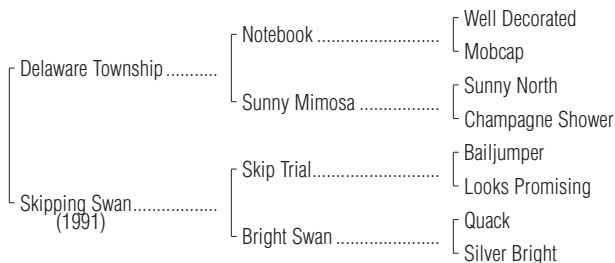 Well Decorated
Notebook ..................
Mobcap
Delaware Township ..........
Sunny North
Sunny Mimosa .................
Champagne Shower
Bailjumper
Skip Trial..........................
Looks Promising
Skipping Swan.................
(1991)
Quack
Bright Swan ......................
Silver Bright